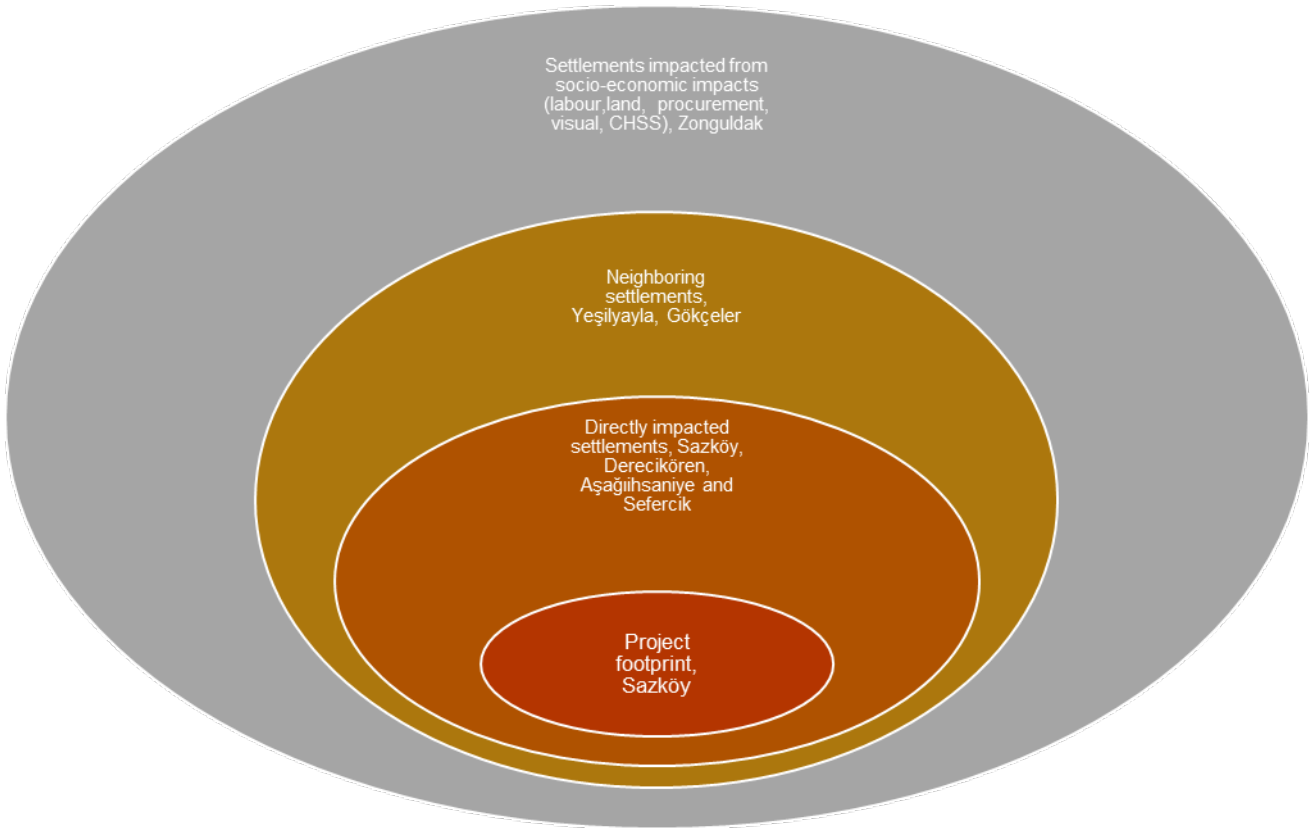 Settlements impacted from
socio-economic impacts
(labour,land, procurement,
visual, CHSS), Zonguldak
Neighboring
settlements,
Yeşilyayla, Gökçeler
Directly impacted
settlements, Sazköy,
Derecikören,
Aşağıihsaniye and
Sefercik
Project
footprint,
Sazköy